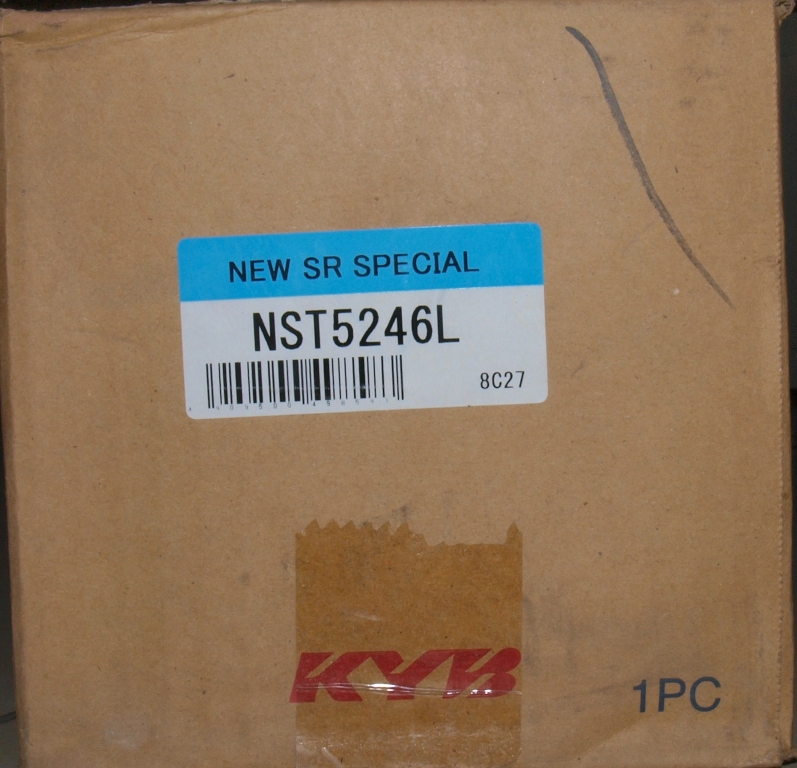 NEW SR SPECIAL
NST5246L
8C27
KYB
1PC